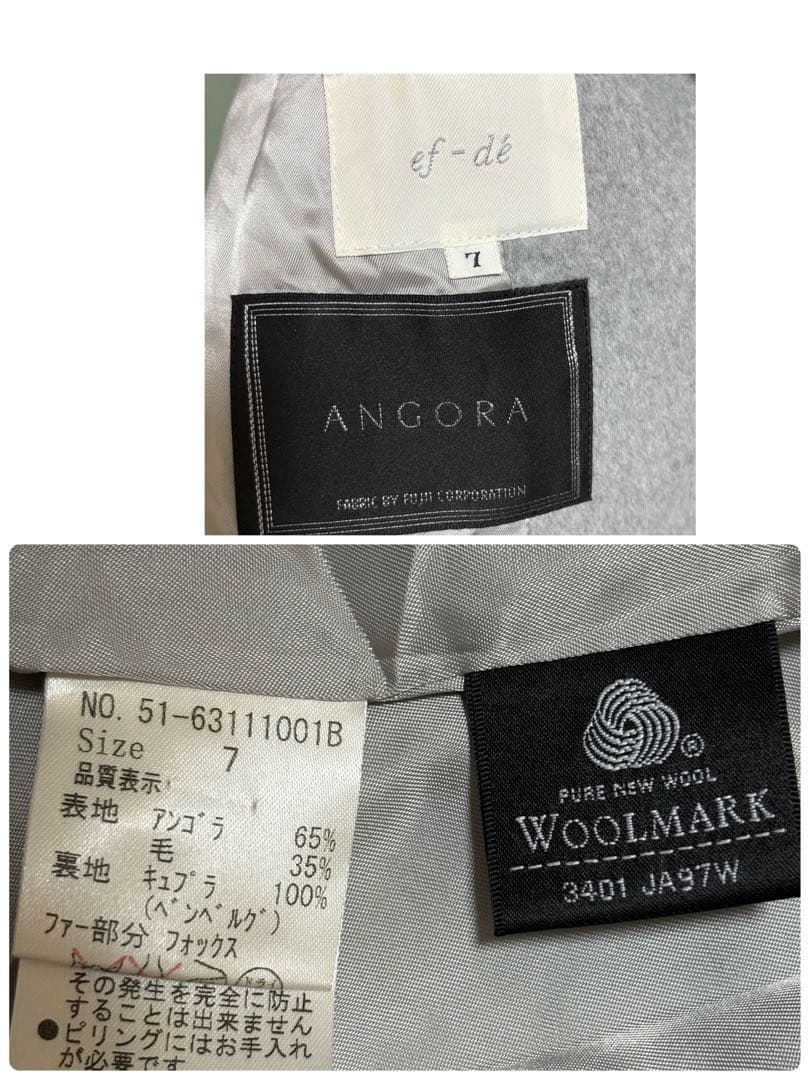 ef-dé
7
ANGORA
FABRIC BY FUJII CORPORATION
NO. 51-63111001B
Size 7
品質表示
表地 アンゴラ 65%
毛 35%
裏地 キュプラ 100%
(ベンベルグ)
ファー部分 フォックス
ドライ
その発生を完全に防止
することは出来ません
●ピリングにはお手入れ
が必要です
PURE NEW WOOL
WOOLMARK
3401 JA97W